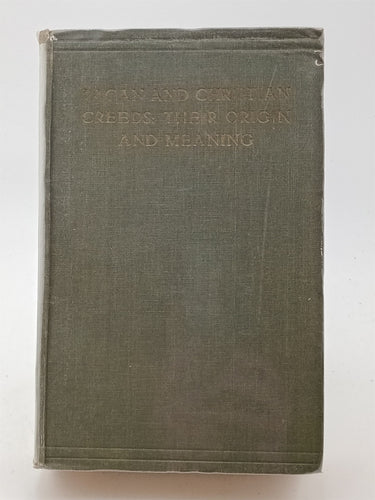 PAGAN AND CHRISTIAN
CREEDS: THEIR ORIGIN
AND MEANING